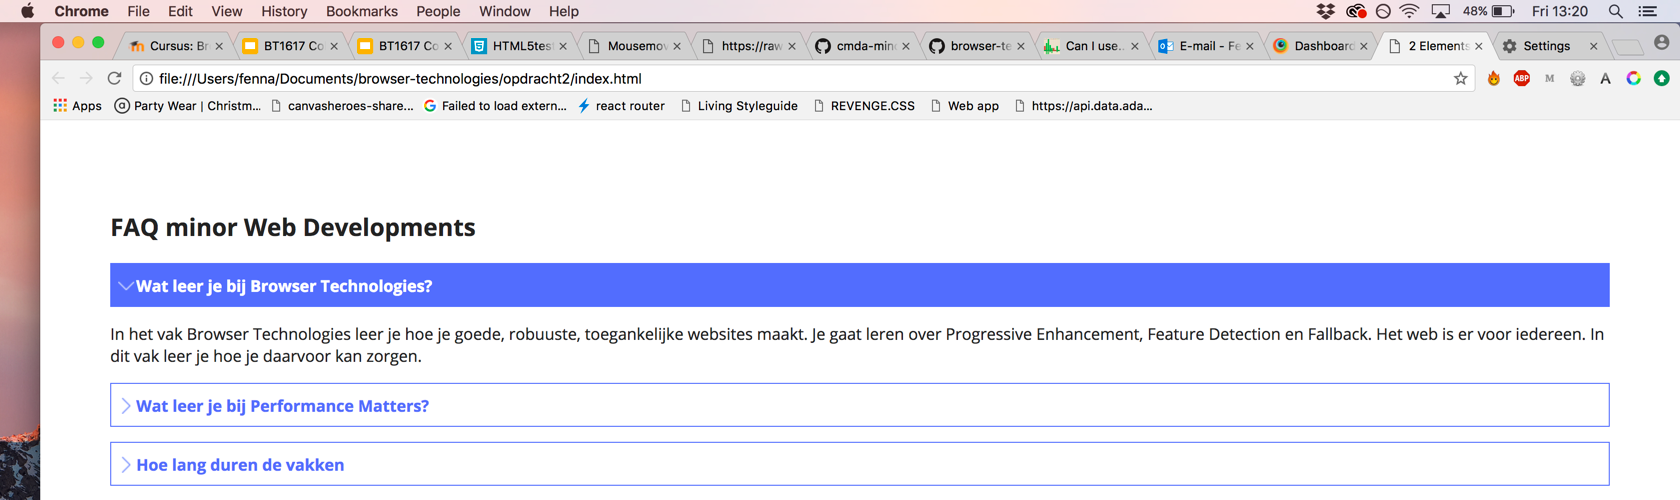 Chrome File Edit View History Bookmarks People Window Help 48% Fri 13:20
Cursus: Br BT1617 Co BT1617 Co HTML5tes Mousemov https://raw cmda-min browser-te Can I use.. E-mail - Fe Dashboard 2 Elements Settings
file:///Users/fenna/Documents/browser-technologies/opdracht2/index.html ABP M A
Apps Party Wear | Christm... canvasheroes-share... Failed to load extern... react router Living Styleguide REVENGE.CSS Web app https://api.data.ada...
FAQ minor Web Developments
Wat leer je bij Browser Technologies?
In het vak Browser Technologies leer je hoe je goede, robuuste, toegankelijke websites maakt. Je gaat leren over Progressive Enhancement, Feature Detection en Fallback. Het web is er voor iedereen. In
dit vak leer je hoe je daarvoor kan zorgen.
Wat leer je bij Performance Matters?
Hoe lang duren de vakken